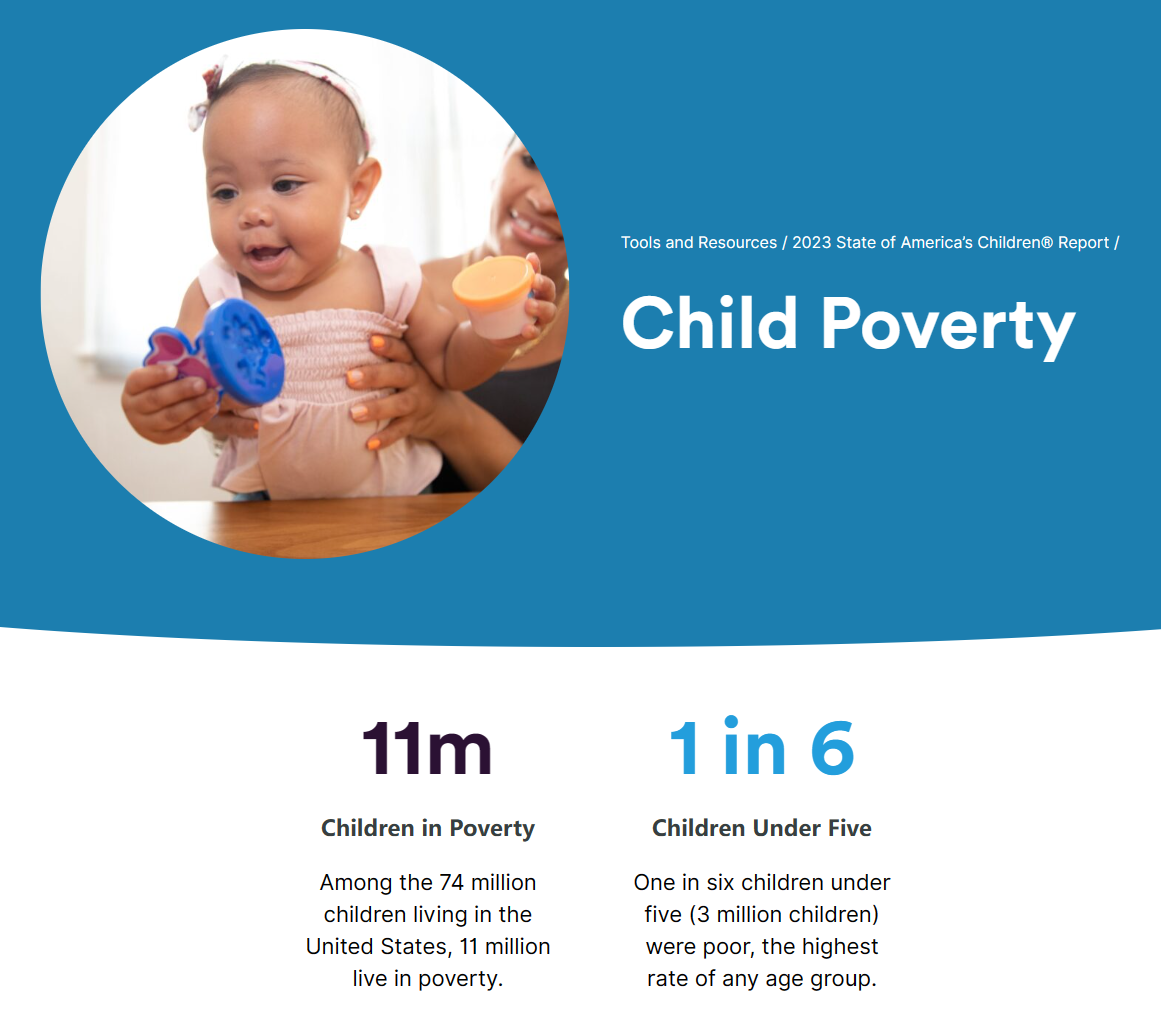 Tools and Resources / 2023 State of America's Children® Report /
Child Poverty
11m
Children in Poverty
Among the 74 million
children living in the
United States, 11 million
live in poverty.
1 in 6
Children Under Five
One in six children under
five (3 million children)
were poor, the highest
rate of any age group.